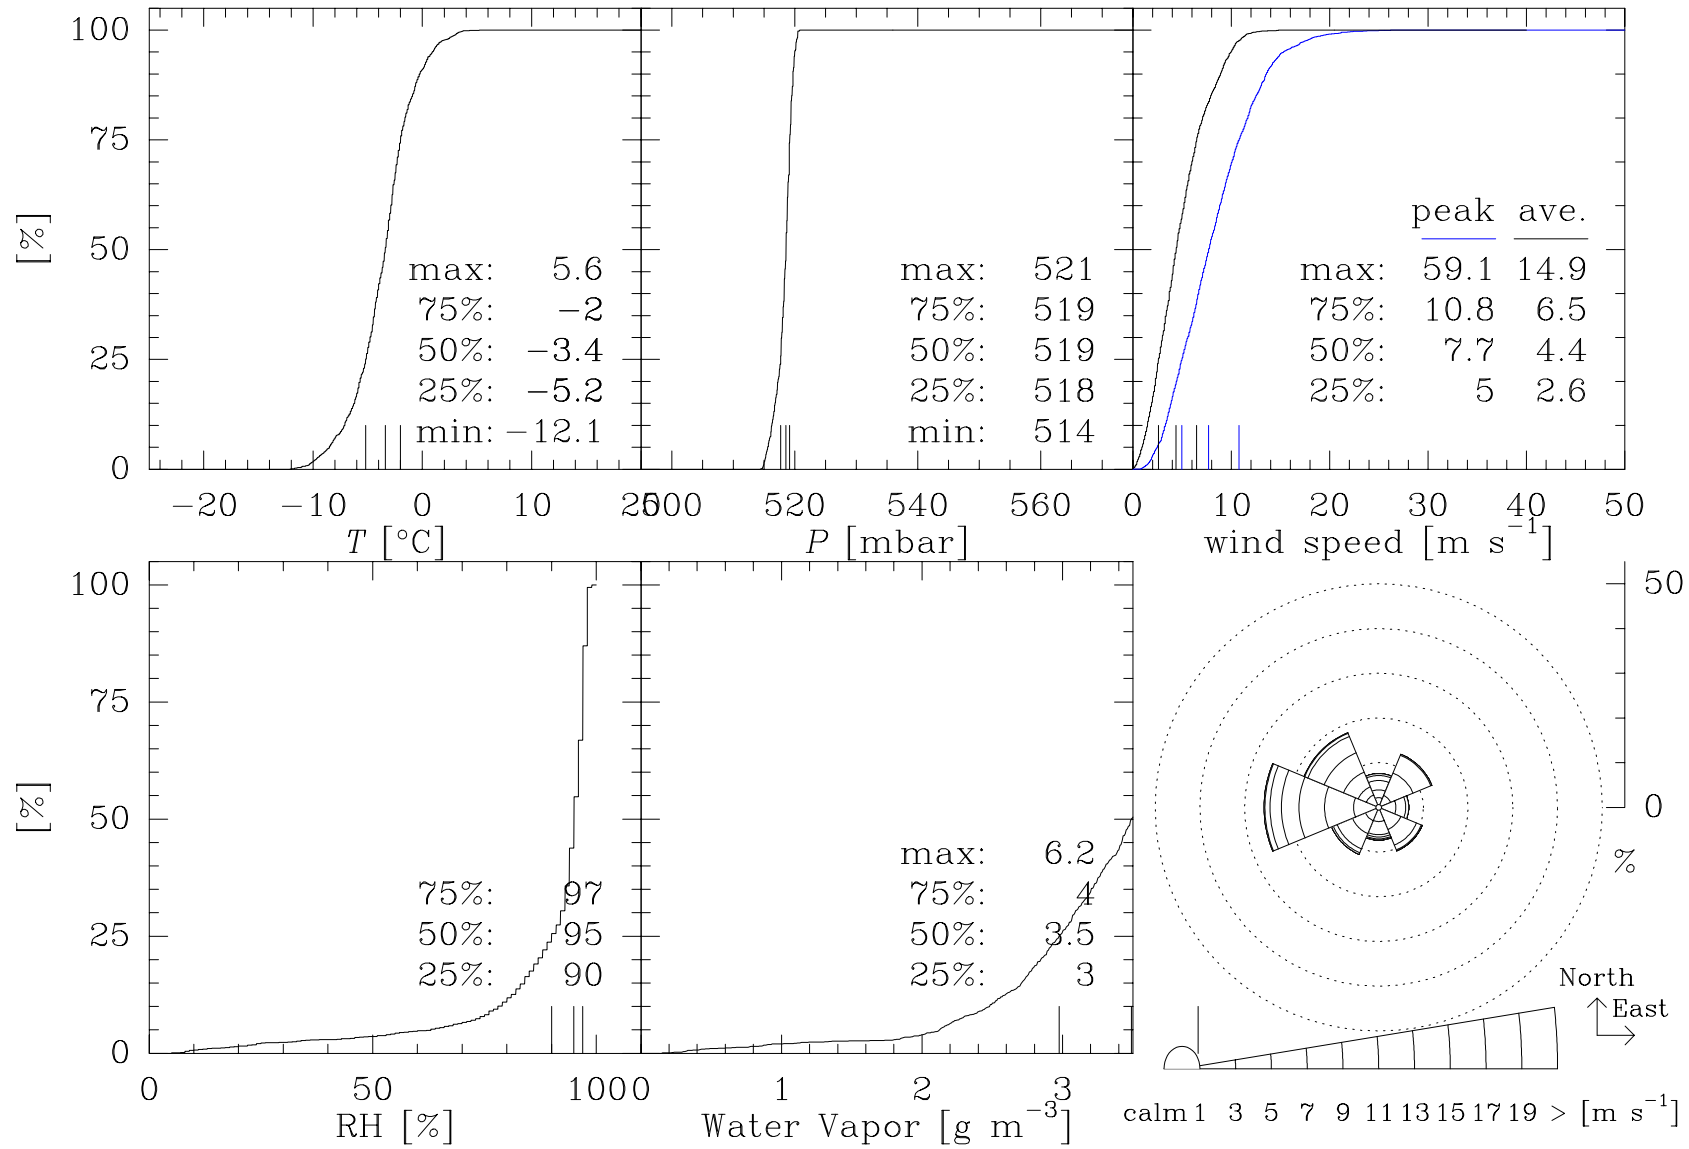 100
75
50
25
0
[%]
max: 5.6
75%: −2
50%: −3.4
25%: −5.2
min: −12.1
−20 −10 0 10 20
T [°C]
max: 521
75%: 519
50%: 519
25%: 518
min: 514
500 520 540 560
P [mbar]
peak ave.
max: 59.1 14.9
75%: 10.8 6.5
50%: 7.7 4.4
25%: 5 2.6
0 10 20 30 40 50
wind speed [m s⁻¹]
100
75
50
25
0
[%]
75%: 97
50%: 95
25%: 90
0 50 100
RH [%]
max: 6.2
75%: 4
50%: 3.5
25%: 3
0 1 2 3
Water Vapor [g m⁻³]
50
0
%
North
East
calm 1 3 5 7 9 11 13 15 17 19 > [m s⁻¹]